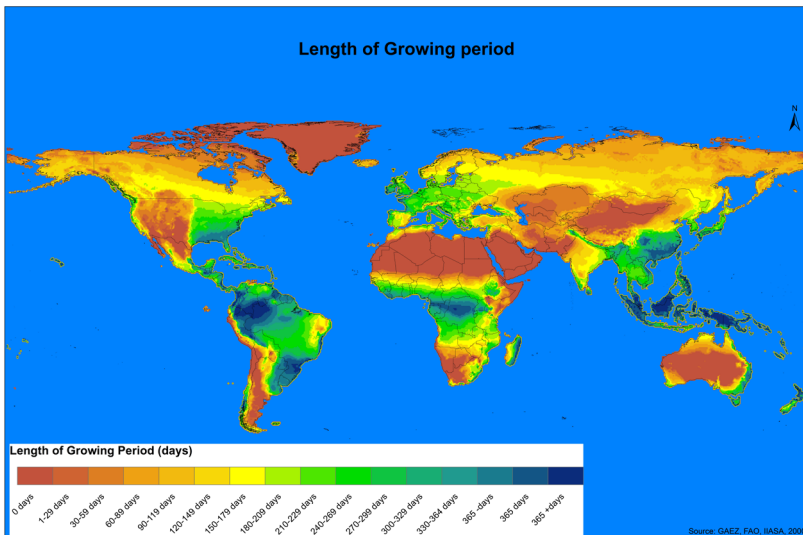 Length of Growing period
N
Length of Growing Period (days)
0 days
1-29 days
30-59 days
60-89 days
90-119 days
120-149 days
150-179 days
180-209 days
210-229 days
240-269 days
270-299 days
300-329 days
330-364 days
365 -days
365 days
365 +days
Source: GAEZ, FAO, IIASA,